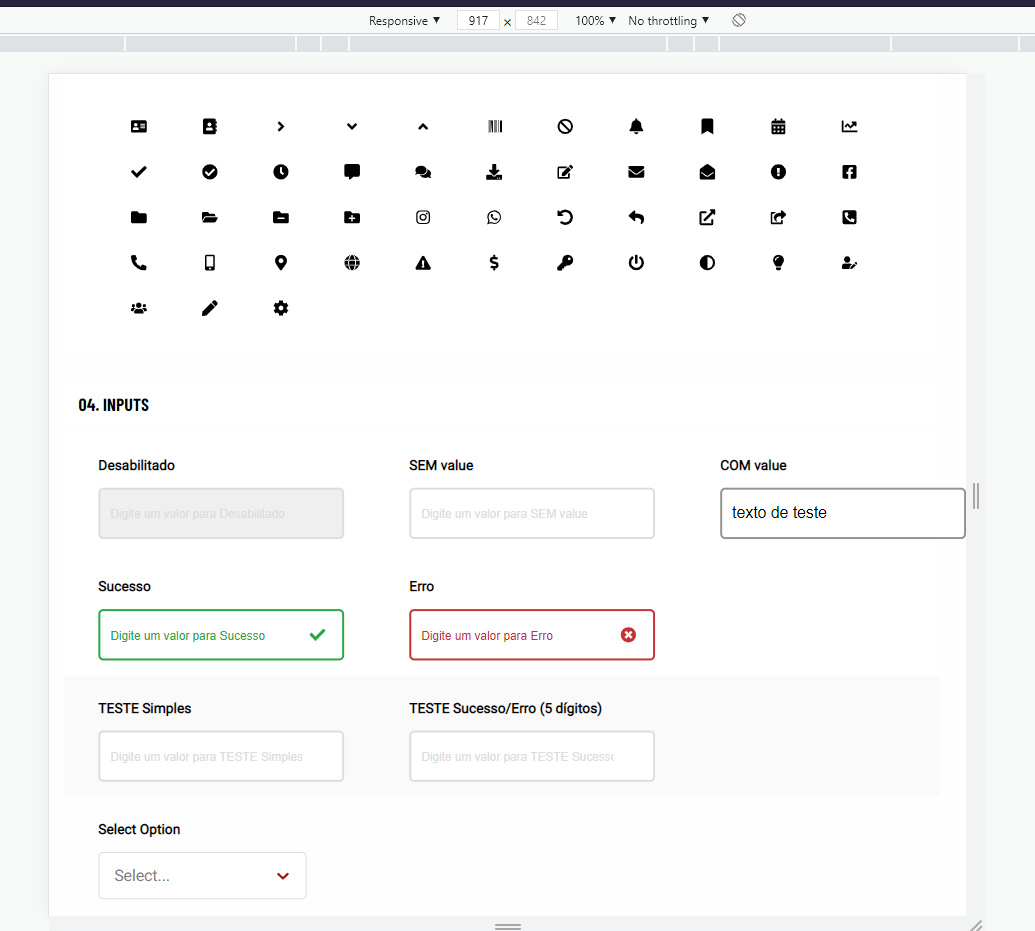 Responsive ▼ 917 x 842 100% ▼ No throttling ▼
04. INPUTS
Desabilitado SEM value COM value
Digite um valor para Desabilitado Digite um valor para SEM value texto de teste
Sucesso Erro
Digite um valor para Sucesso Digite um valor para Erro
TESTE Simples TESTE Sucesso/Erro (5 dígitos)
Digite um valor para TESTE Simples Digite um valor para TESTE Sucesso
Select Option
Select...